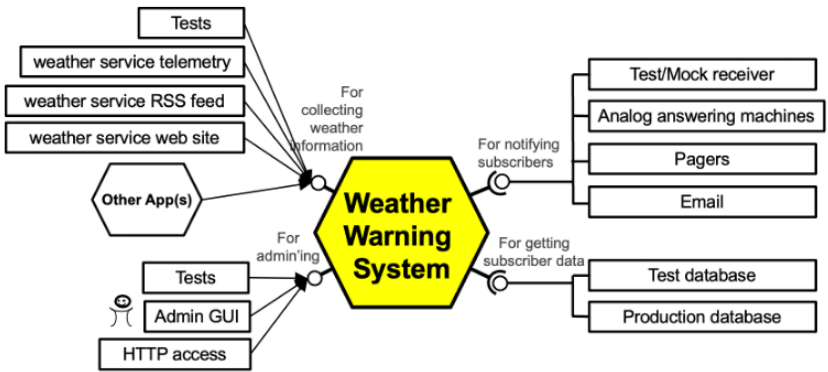 Tests
weather service telemetry
weather service RSS feed
weather service web site
Other App(s)
For
collecting
weather
information
Weather
Warning
System
For
admin'ing
Tests
Admin GUI
HTTP access
For notifying
subscribers
Test/Mock receiver
Analog answering machines
Pagers
Email
For getting
subscriber data
Test database
Production database